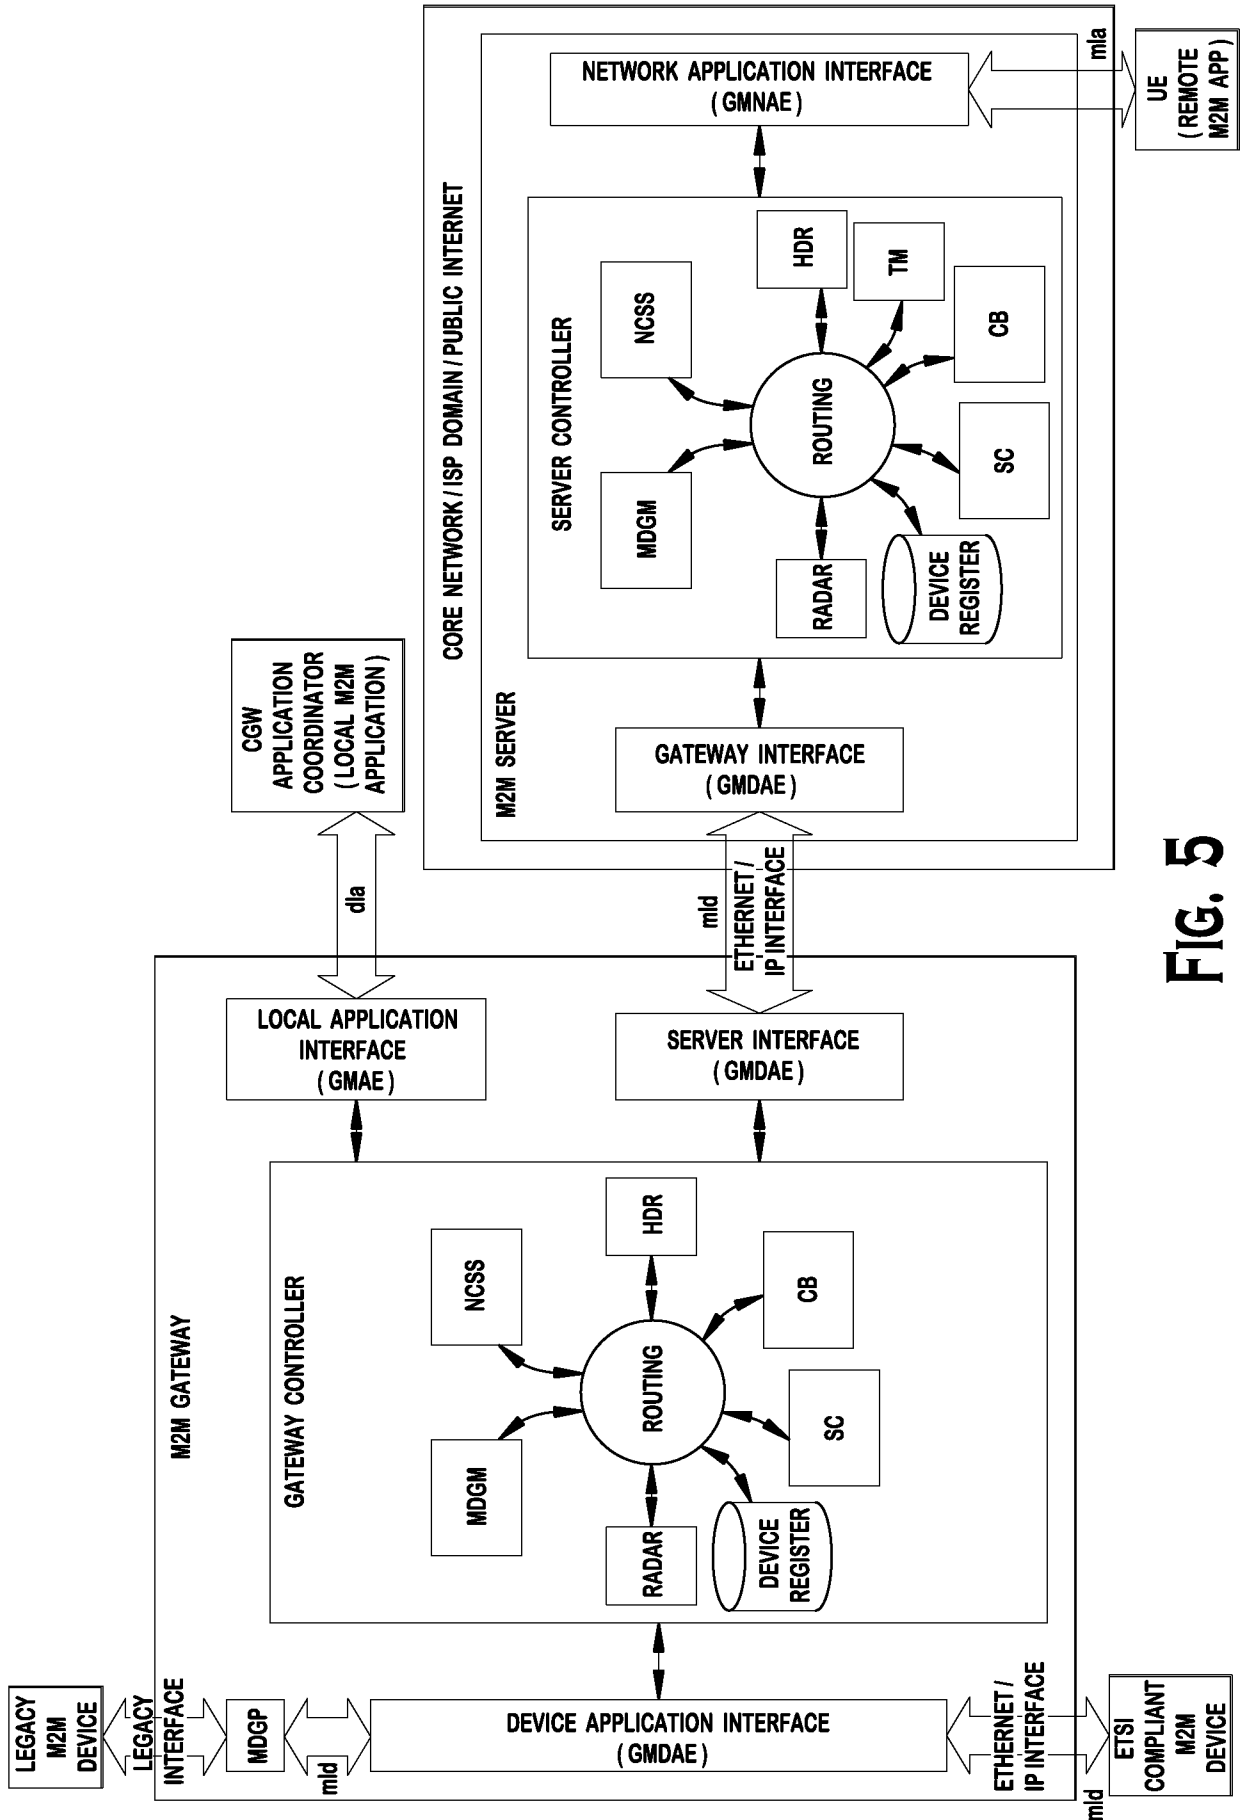 LEGACY
M2M
DEVICE
LEGACY
INTERFACE
MDGP
mId
DEVICE APPLICATION INTERFACE
(GMDAE)
ETHERNET /
IP INTERFACE
mId
ETSI
COMPLIANT
M2M
DEVICE
M2M GATEWAY
GATEWAY CONTROLLER
MDGM
NCSS
RADAR
ROUTING
HDR
DEVICE
REGISTER
SC
CB
LOCAL APPLICATION
INTERFACE
(GMAE)
SERVER INTERFACE
(GMDAE)
dIa
mId
ETHERNET /
IP INTERFACE
CGW
APPLICATION
COORDINATOR
(LOCAL M2M
APPLICATION)
CORE NETWORK / ISP DOMAIN / PUBLIC INTERNET
M2M SERVER
GATEWAY INTERFACE
(GMDAE)
SERVER CONTROLLER
MDGM
NCSS
RADAR
ROUTING
HDR
TM
DEVICE
REGISTER
SC
CB
NETWORK APPLICATION INTERFACE
(GMNAE)
mIa
UE
(REMOTE
M2M APP)
FIG. 5